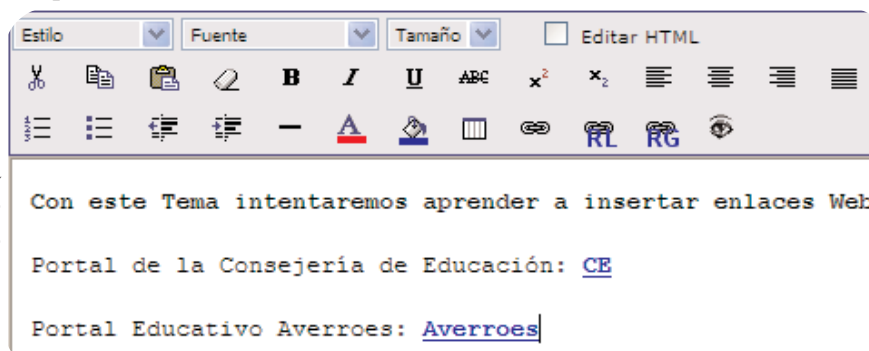 Estilo Fuente Tamaño Editar HTML
B I U ABC x² x₂
A RL RG
Con este Tema intentaremos aprender a insertar enlaces Web
Portal de la Consejería de Educación: CE
Portal Educativo Averroes: Averroes